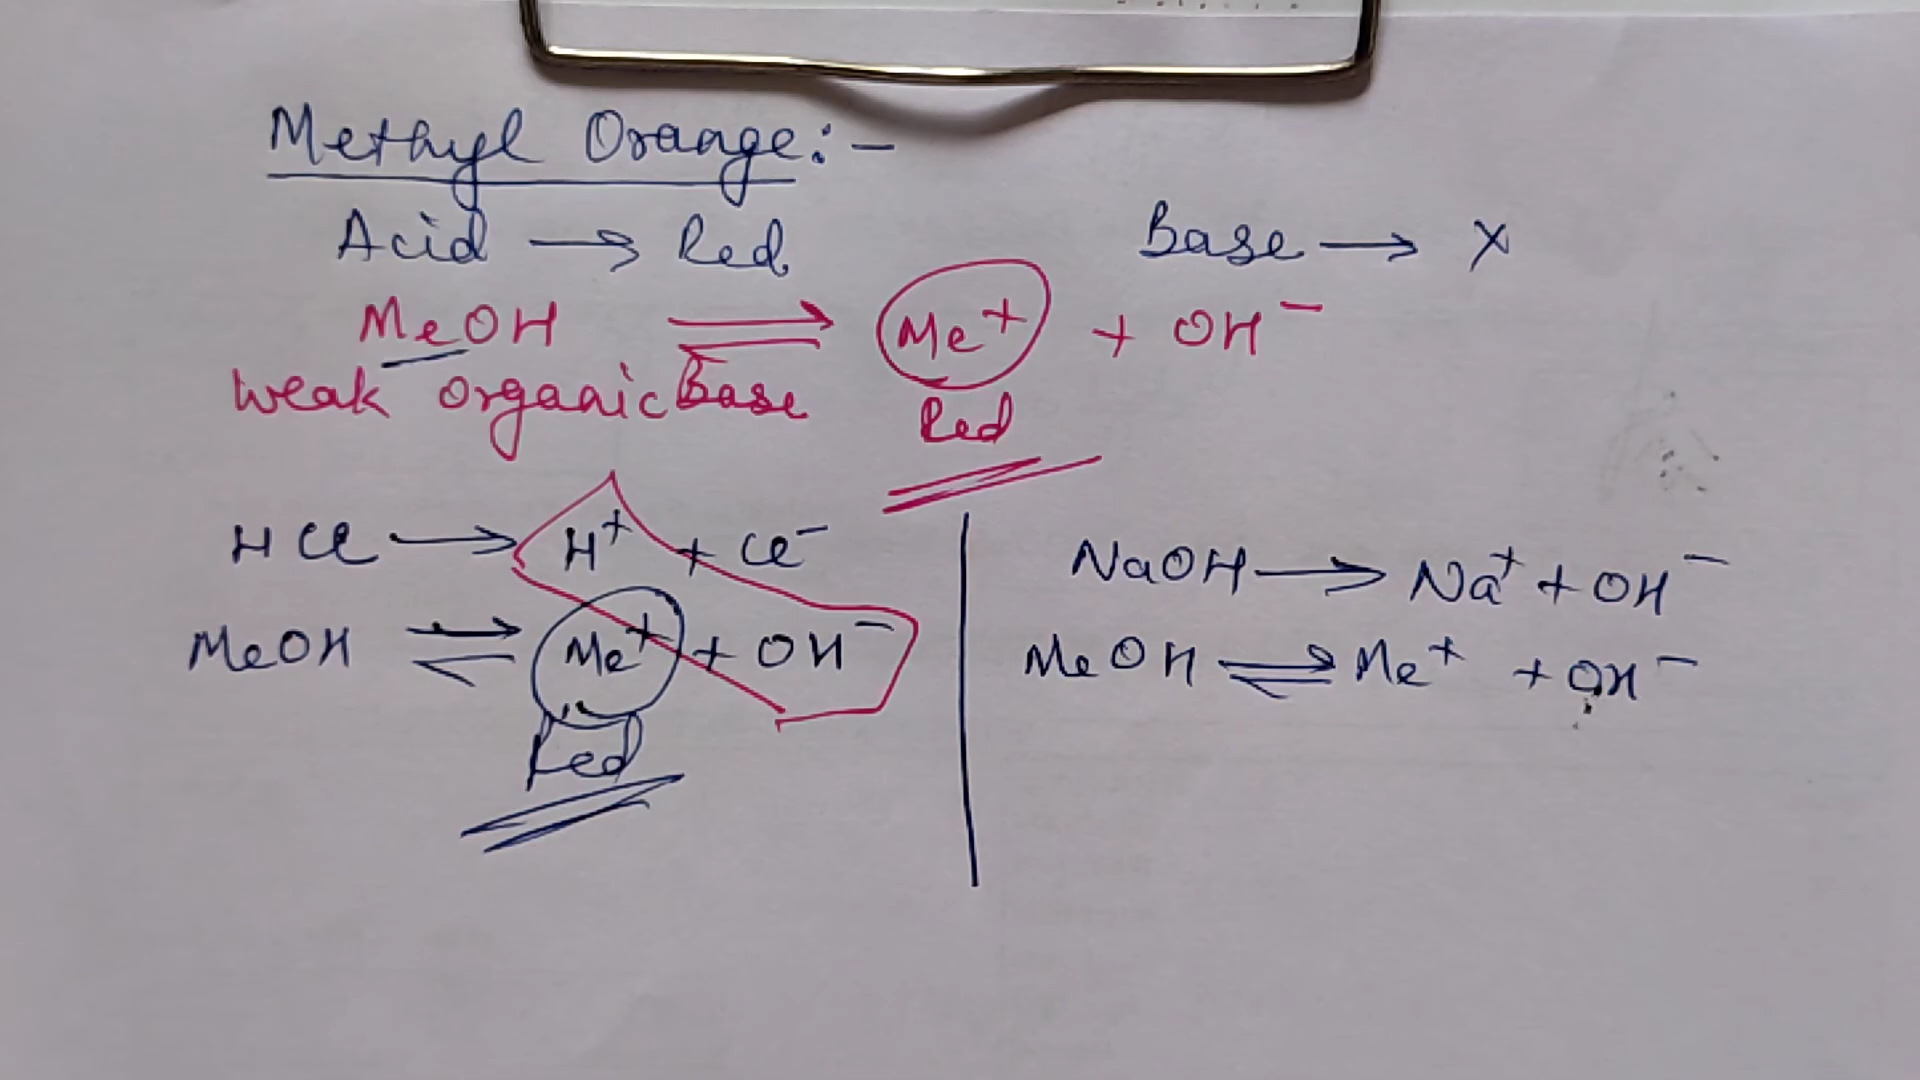 Methyl Orange:-
Acid → Red Base → X
MeOH ⇌ Me⁺ + OH⁻
Weak organic Base Red
HCl → H⁺ + Cl⁻
MeOH ⇌ Me⁺ + OH⁻
Red
NaOH → Na⁺ + OH⁻
MeOH ⇌ Me⁺ + OH⁻